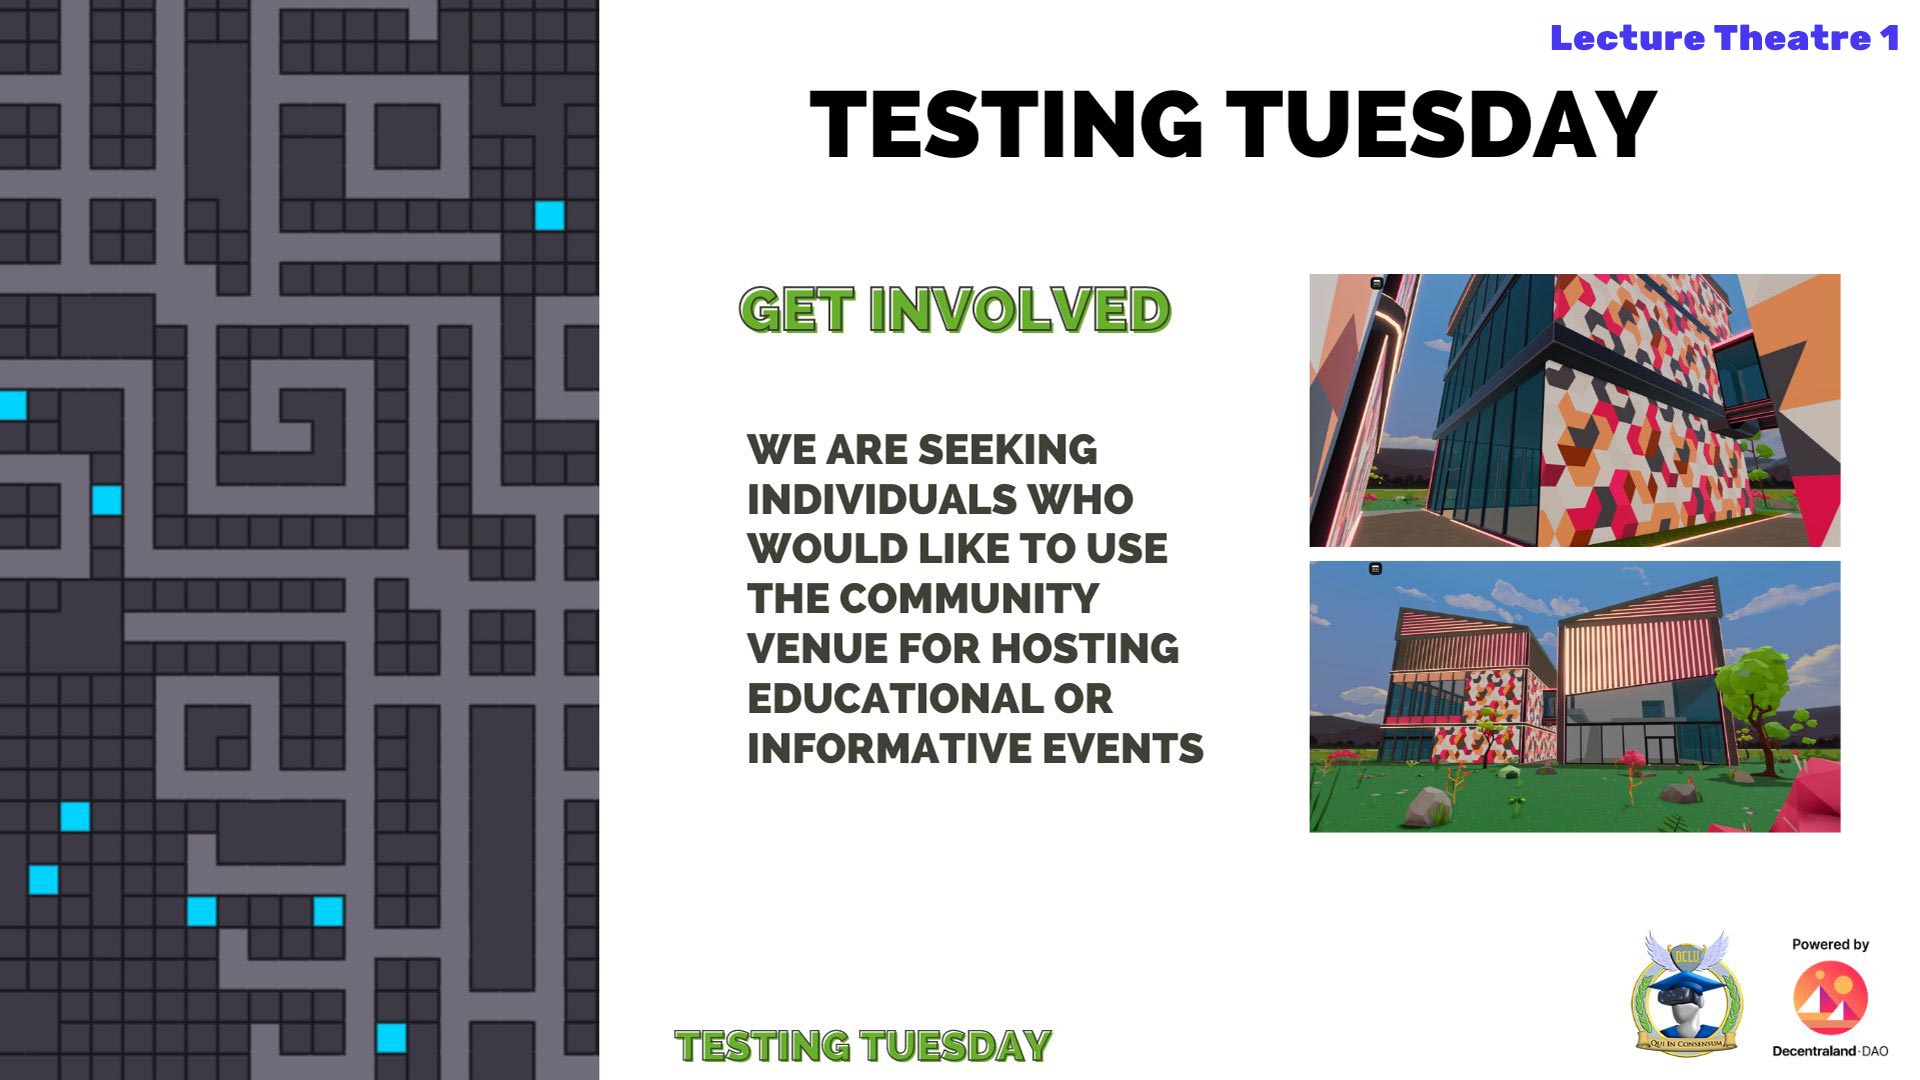 Lecture Theatre 1
TESTING TUESDAY
GET INVOLVED
WE ARE SEEKING
INDIVIDUALS WHO
WOULD LIKE TO USE
THE COMMUNITY
VENUE FOR HOSTING
EDUCATIONAL OR
INFORMATIVE EVENTS
TESTING TUESDAY
DCLU
QUI IN CONSENSUM
Powered by
Decentraland·DAO